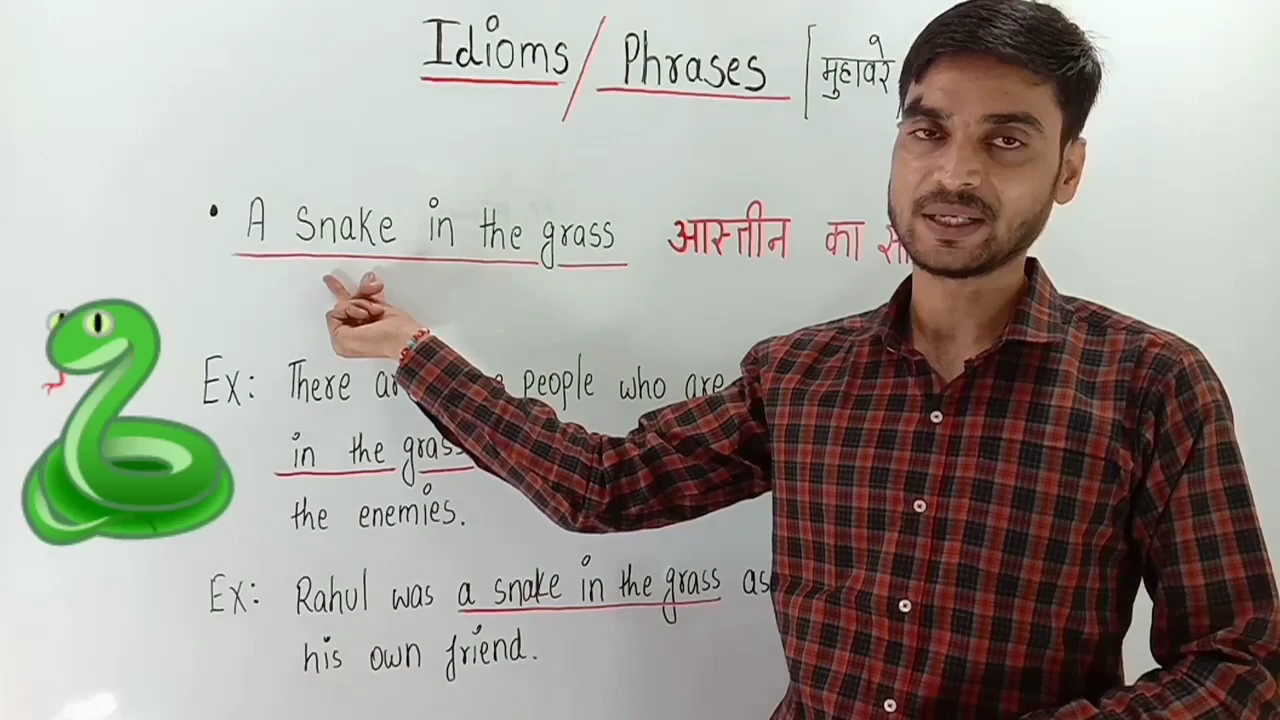 Idioms / Phrases [मुहावरे
• A Snake in the grass आस्तीन का
Ex: There people who are
in the grass
the enemies.
Ex: Rahul was a snake in the grass as
his own friend.